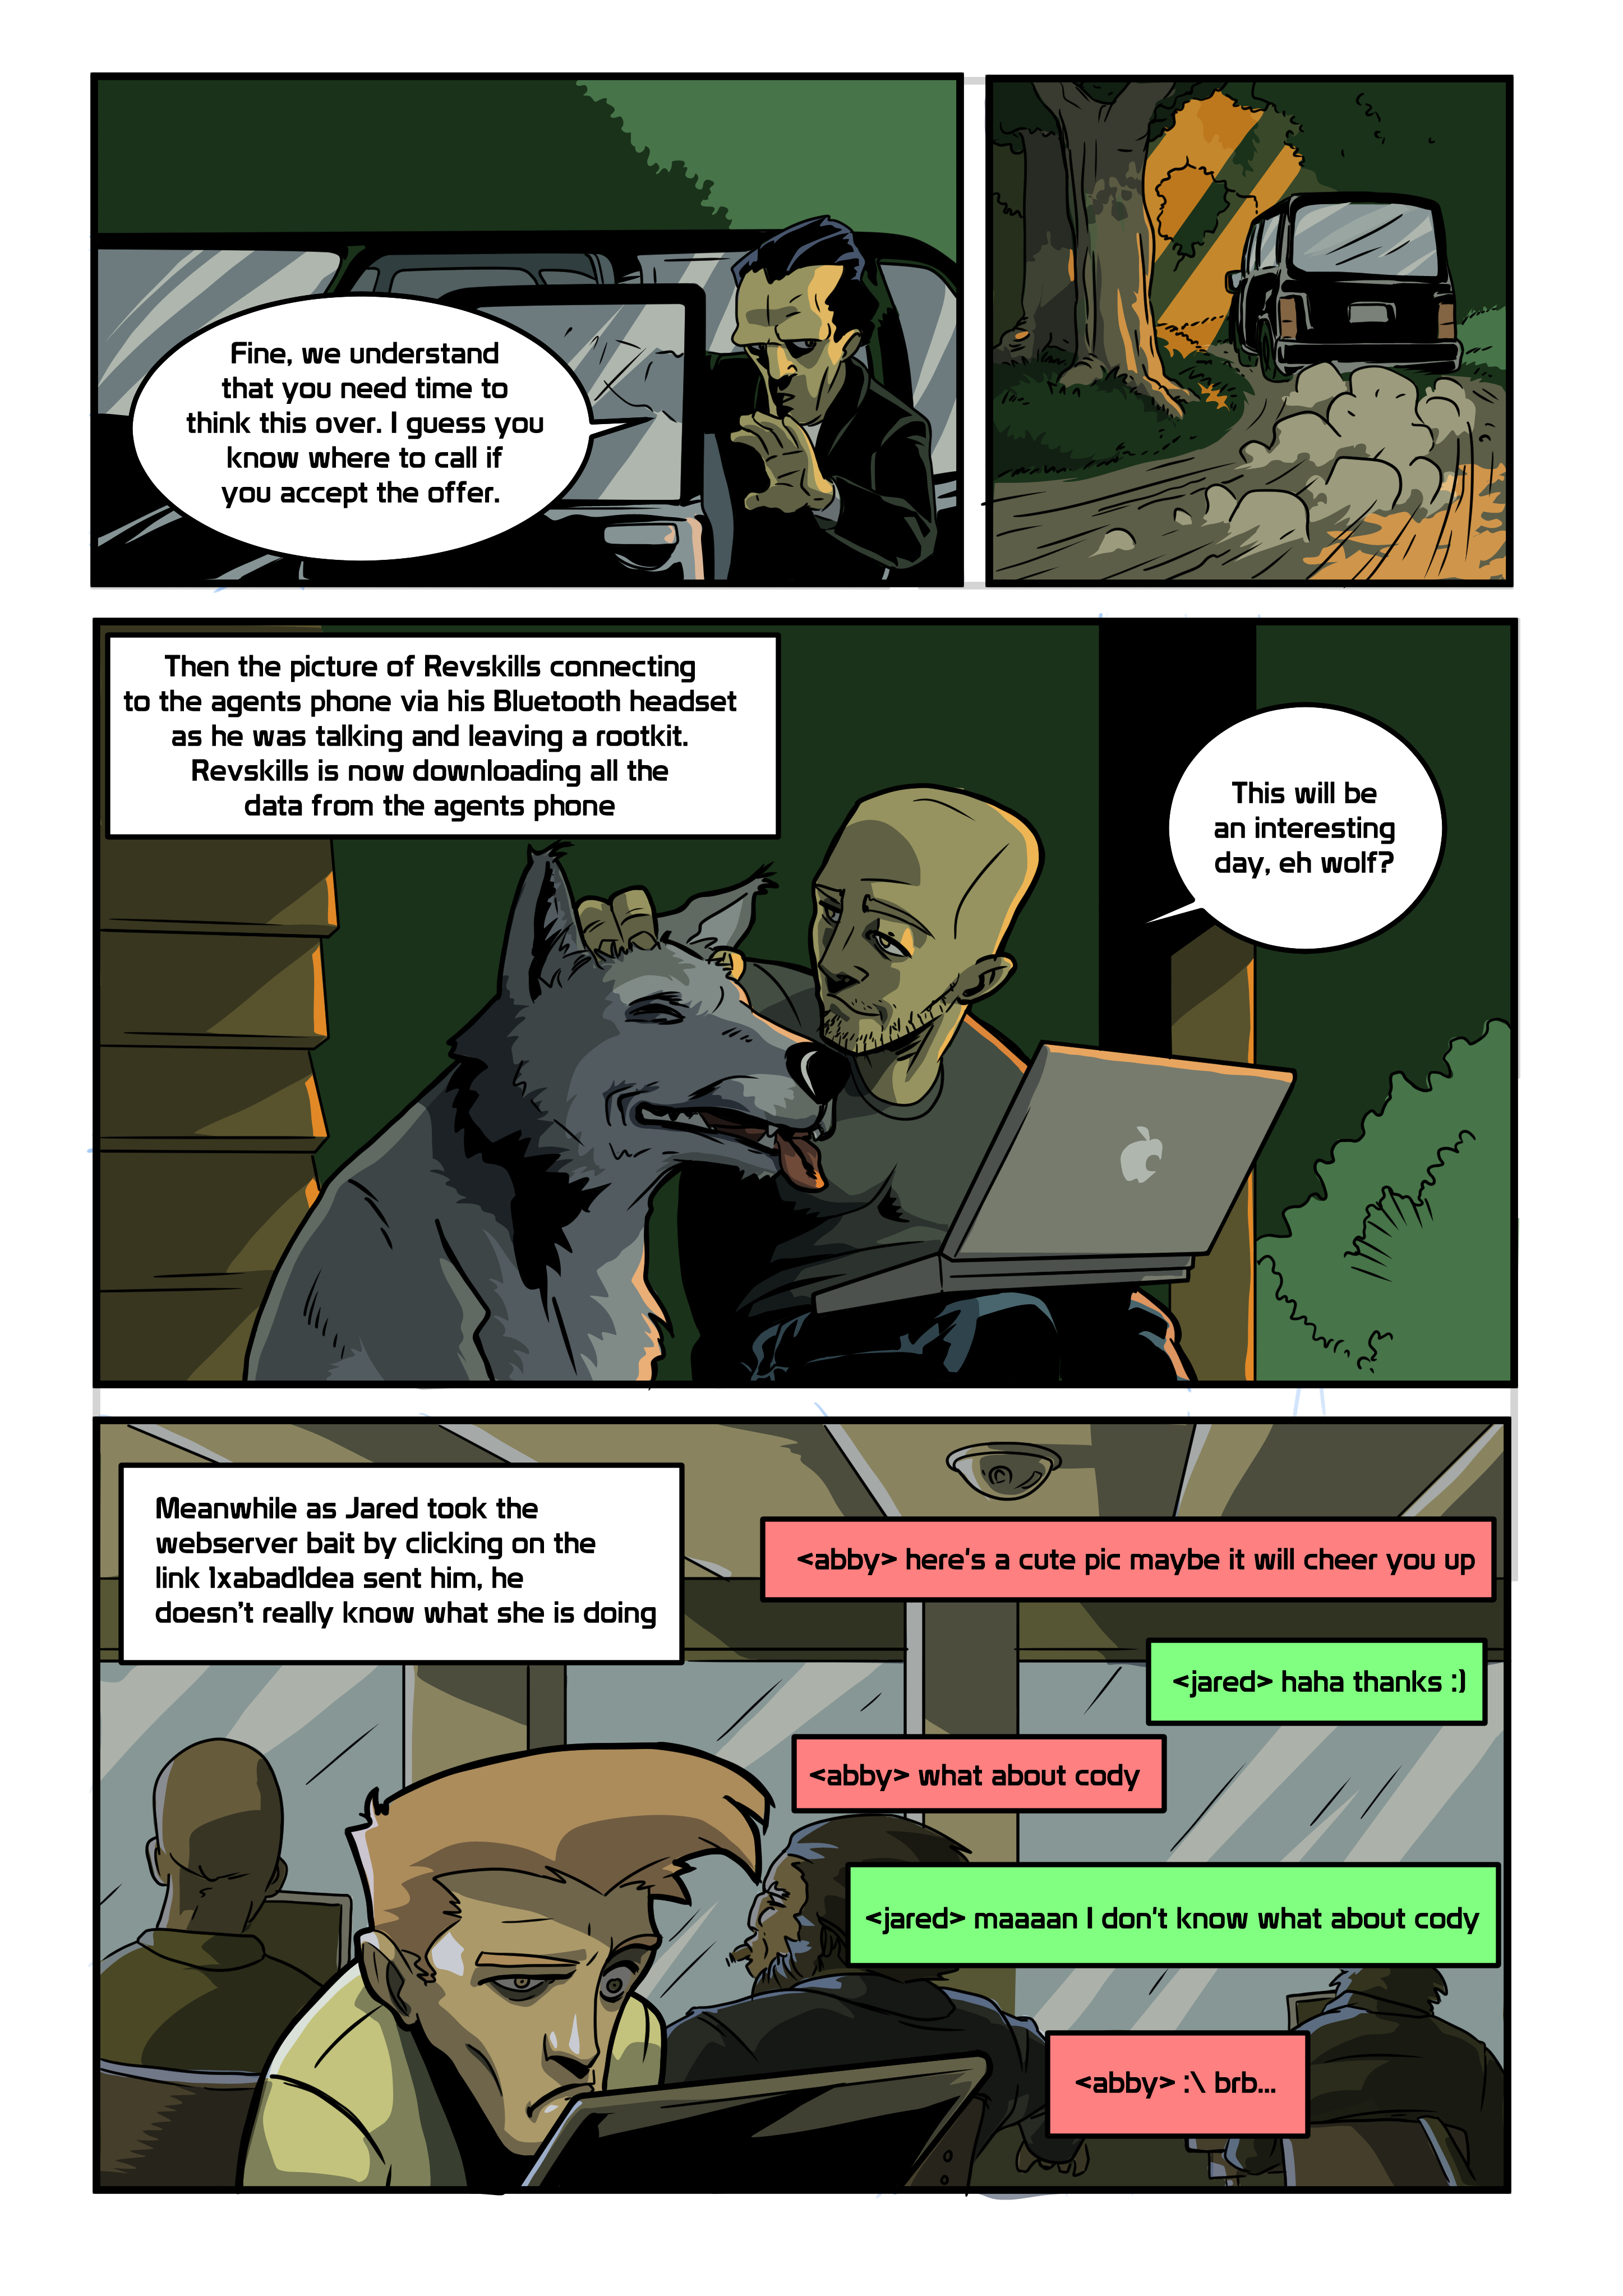 Fine, we understand
that you need time to
think this over. I guess you
know where to call if
you accept the offer.
Then the picture of Revskills connecting
to the agents phone via his Bluetooth headset
as he was talking and leaving a rootkit.
Revskills is now downloading all the
data from the agents phone
This will be
an interesting
day, eh wolf?
Meanwhile as Jared took the
webserver bait by clicking on the
link 1xabad1dea sent him, he
doesn't really know what she is doing
<abby> here's a cute pic maybe it will cheer you up
<jared> haha thanks :)
<abby> what about cody
<jared> maaaan I don't know what about cody
<abby> :\ brb...